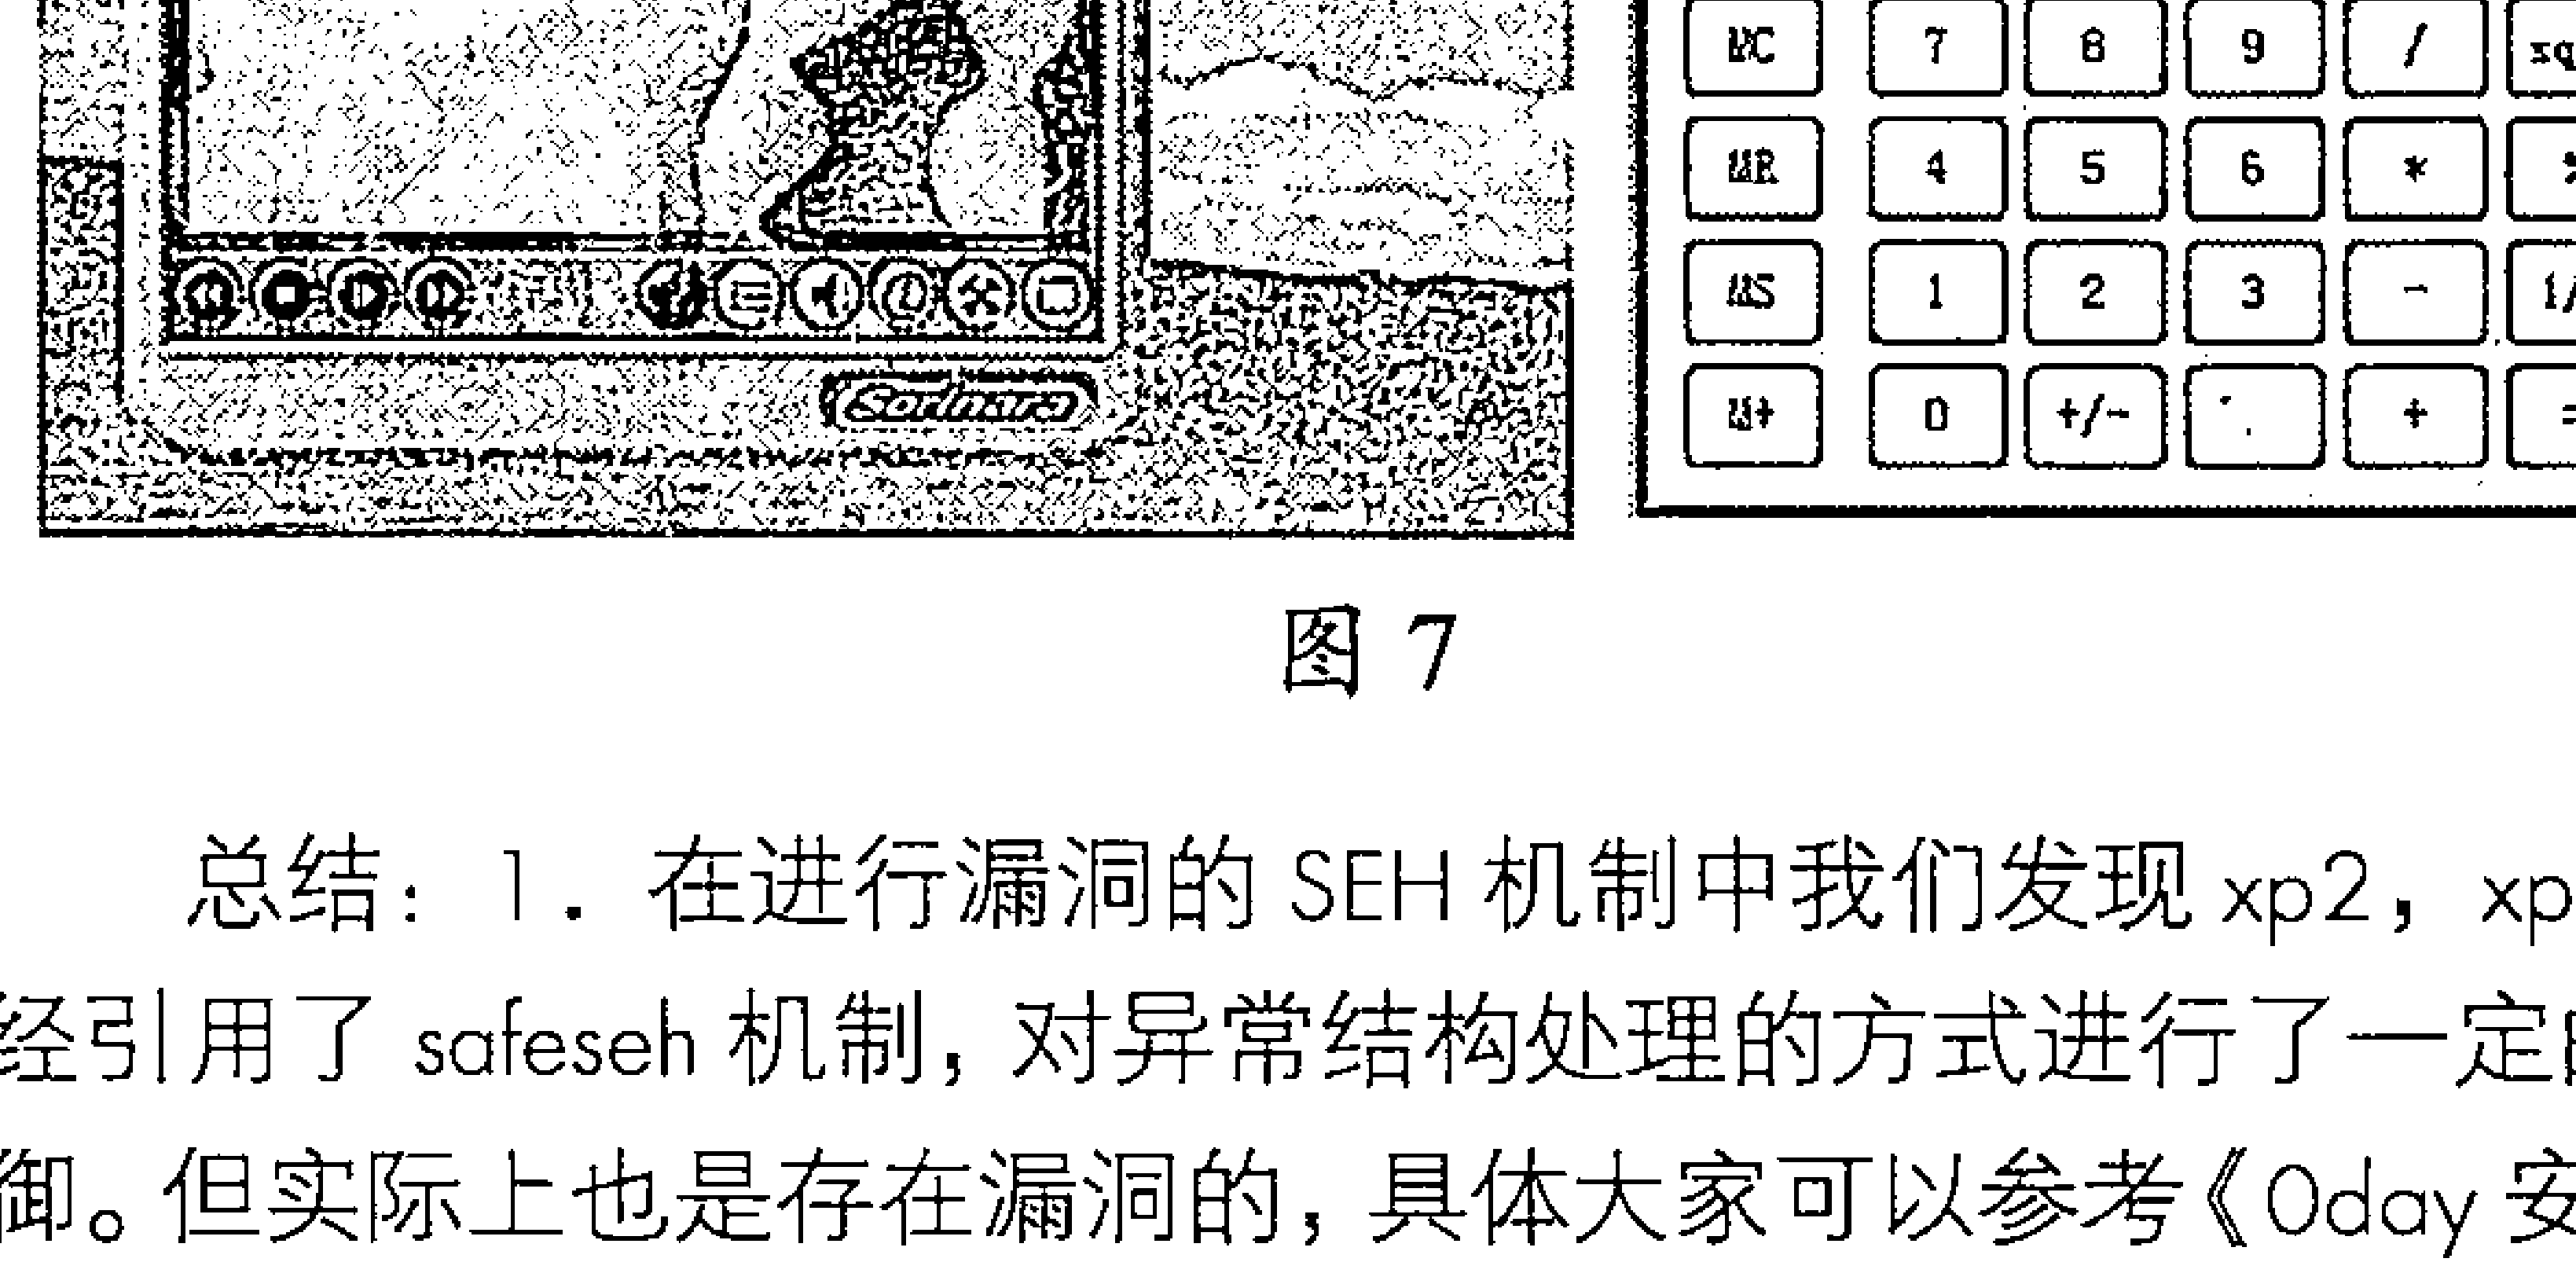 MC 7 8 9 / sq
MR 4 5 6 *
MS 1 2 3 - 1/
M+ 0 +/- . +
Soritong
图 7
总结：1．在进行漏洞的 SEH 机制中我们发现 xp2，xp
经引用了 safeseh 机制，对异常结构处理的方式进行了一定的
御。但实际上也是存在漏洞的，具体大家可以参考《0day 安